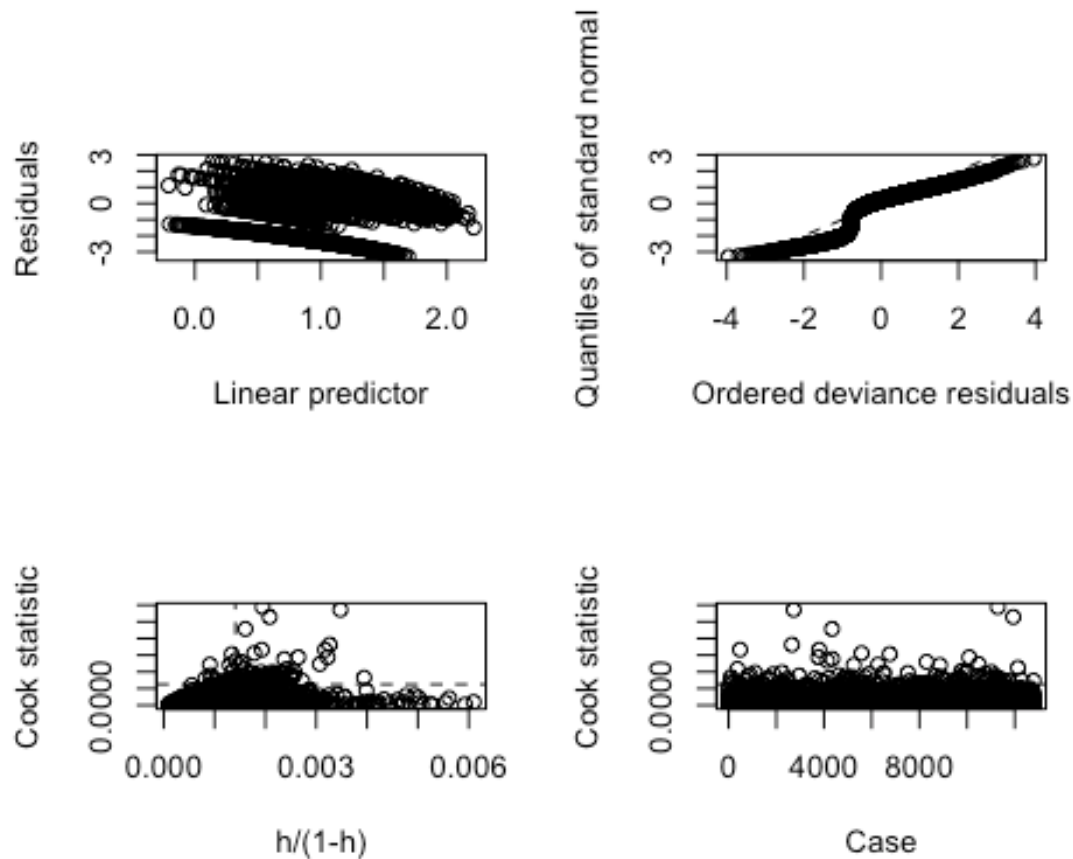 Residuals
3
0
-3
0.0 1.0 2.0
Linear predictor
Quantiles of standard normal
3
0
-3
-4 -2 0 2 4
Ordered deviance residuals
Cook statistic
0.0000
0.000 0.003 0.006
h/(1-h)
Cook statistic
0.0000
0 4000 8000
Case